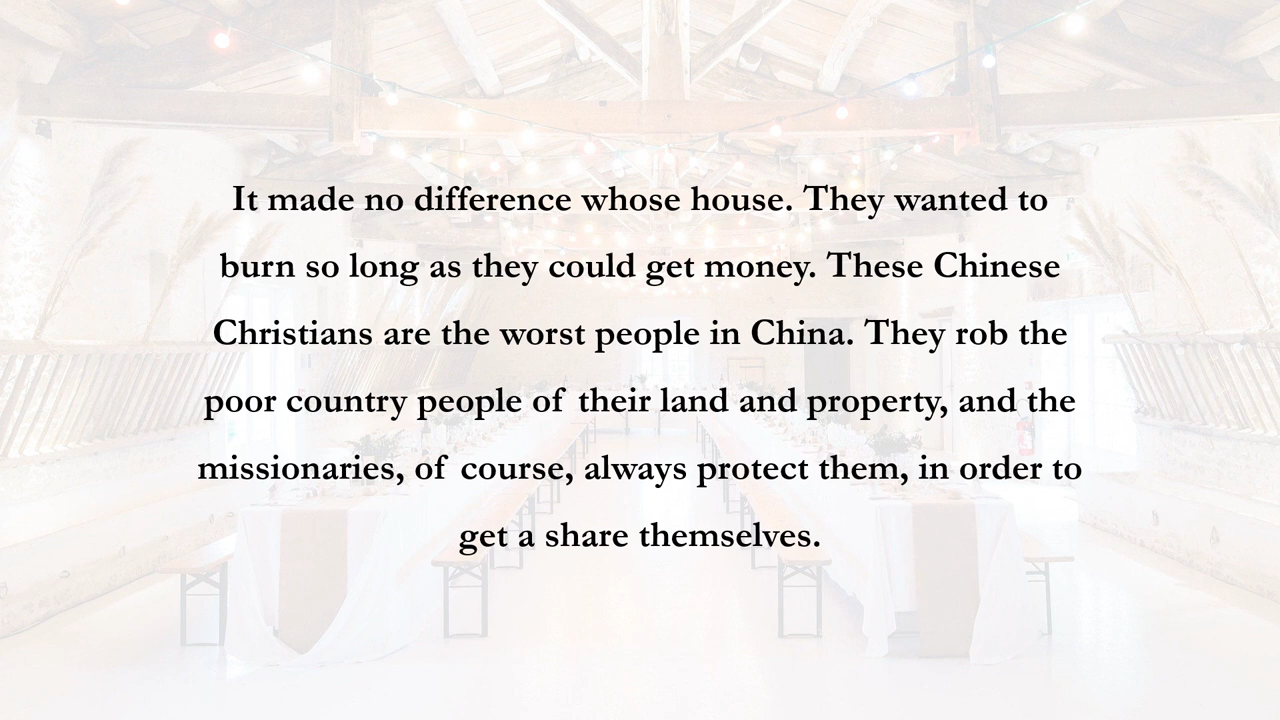 It made no difference whose house. They wanted to
burn so long as they could get money. These Chinese
Christians are the worst people in China. They rob the
poor country people of their land and property, and the
missionaries, of course, always protect them, in order to
get a share themselves.